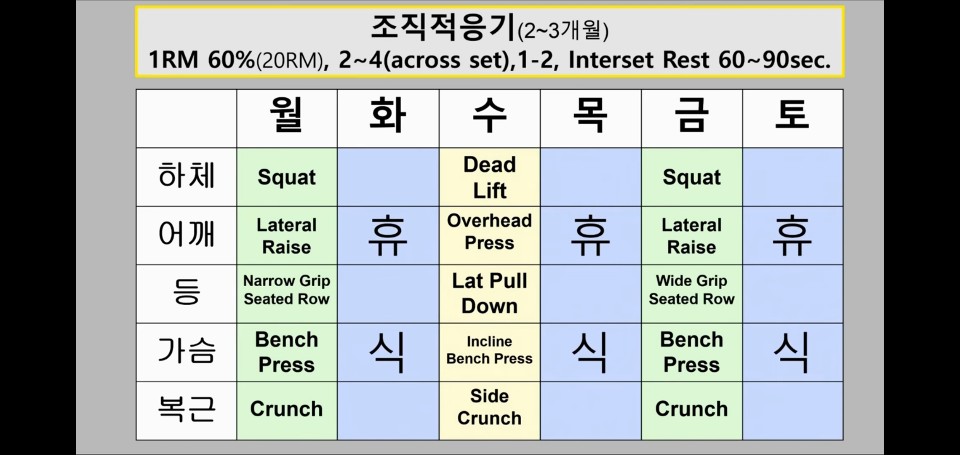 조직적응기(2~3개월)
1RM 60%(20RM), 2~4(across set),1-2, Interset Rest 60~90sec.
월 화 수 목 금 토
하체 Squat Dead Lift Squat
어깨 Lateral Raise 휴 Overhead Press 휴 Lateral Raise 휴
등 Narrow Grip Seated Row Lat Pull Down Wide Grip Seated Row
가슴 Bench Press 식 Incline Bench Press 식 Bench Press 식
복근 Crunch Side Crunch Crunch